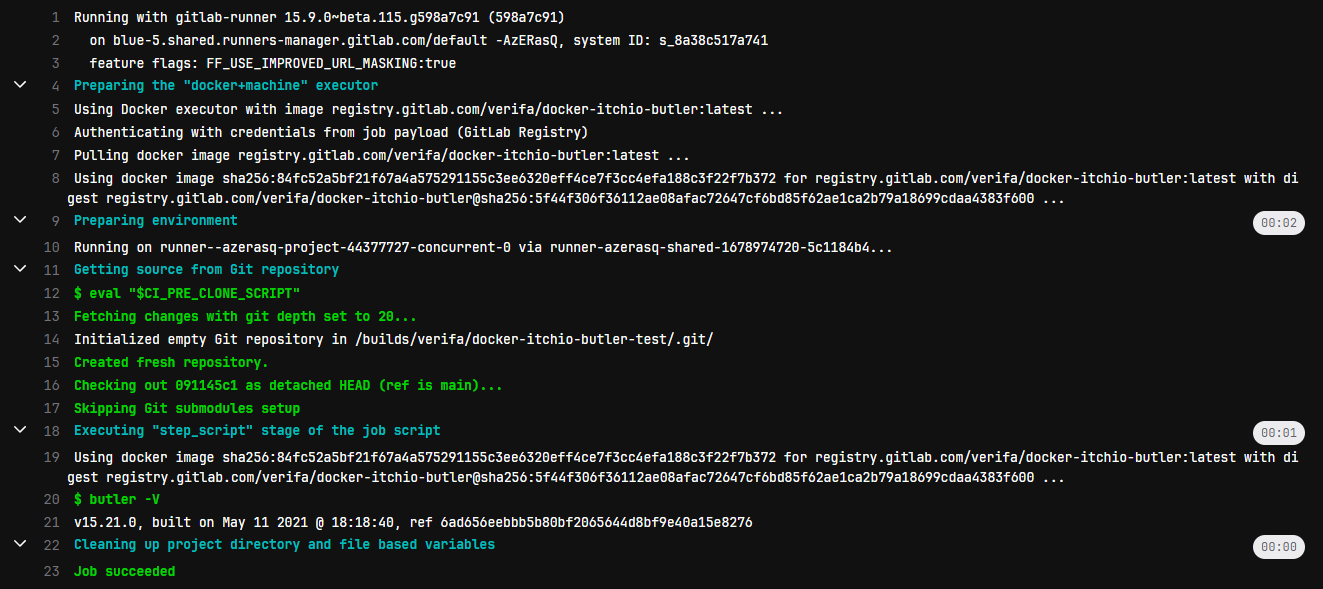 1 Running with gitlab-runner 15.9.0~beta.115.g598a7c91 (598a7c91)
2 on blue-5.shared.runners-manager.gitlab.com/default -AzERasQ, system ID: s_8a38c517a741
3 feature flags: FF_USE_IMPROVED_URL_MASKING:true
4 Preparing the "docker+machine" executor
5 Using Docker executor with image registry.gitlab.com/verifa/docker-itchio-butler:latest ...
6 Authenticating with credentials from job payload (GitLab Registry)
7 Pulling docker image registry.gitlab.com/verifa/docker-itchio-butler:latest ...
8 Using docker image sha256:84fc52a5bf21f67a4a575291155c3ee6320eff4ce7f3cc4efa188c3f22f7b372 for registry.gitlab.com/verifa/docker-itchio-butler:latest with di
gest registry.gitlab.com/verifa/docker-itchio-butler@sha256:5f44f306f36112ae08afac72647cf6bd85f62ae1ca2b79a18699cdaa4383f600 ...
9 Preparing environment 00:02
10 Running on runner--azerasq-project-44377727-concurrent-0 via runner-azerasq-shared-1678974720-5c1184b4...
11 Getting source from Git repository
12 $ eval "$CI_PRE_CLONE_SCRIPT"
13 Fetching changes with git depth set to 20...
14 Initialized empty Git repository in /builds/verifa/docker-itchio-butler-test/.git/
15 Created fresh repository.
16 Checking out 091145c1 as detached HEAD (ref is main)...
17 Skipping Git submodules setup
18 Executing "step_script" stage of the job script 00:01
19 Using docker image sha256:84fc52a5bf21f67a4a575291155c3ee6320eff4ce7f3cc4efa188c3f22f7b372 for registry.gitlab.com/verifa/docker-itchio-butler:latest with di
gest registry.gitlab.com/verifa/docker-itchio-butler@sha256:5f44f306f36112ae08afac72647cf6bd85f62ae1ca2b79a18699cdaa4383f600 ...
20 $ butler -V
21 v15.21.0, built on May 11 2021 @ 18:18:40, ref 6ad656eebbb5b80bf2065644d8bf9e40a15e8276
22 Cleaning up project directory and file based variables 00:00
23 Job succeeded